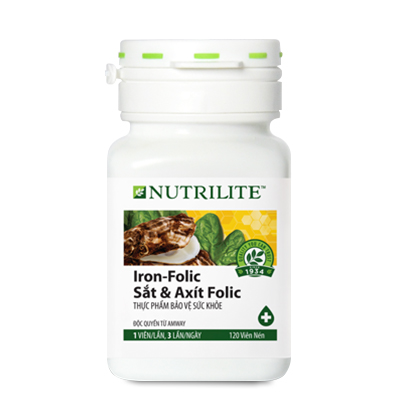 NUTRILITE™
Iron-Folic
Sắt & Axít Folic
THỰC PHẨM BẢO VỆ SỨC KHỎE
ĐỘC QUYỀN TỪ AMWAY
1 VIÊN/LẦN, 3 LẦN/NGÀY
120 Viên Nén
1934